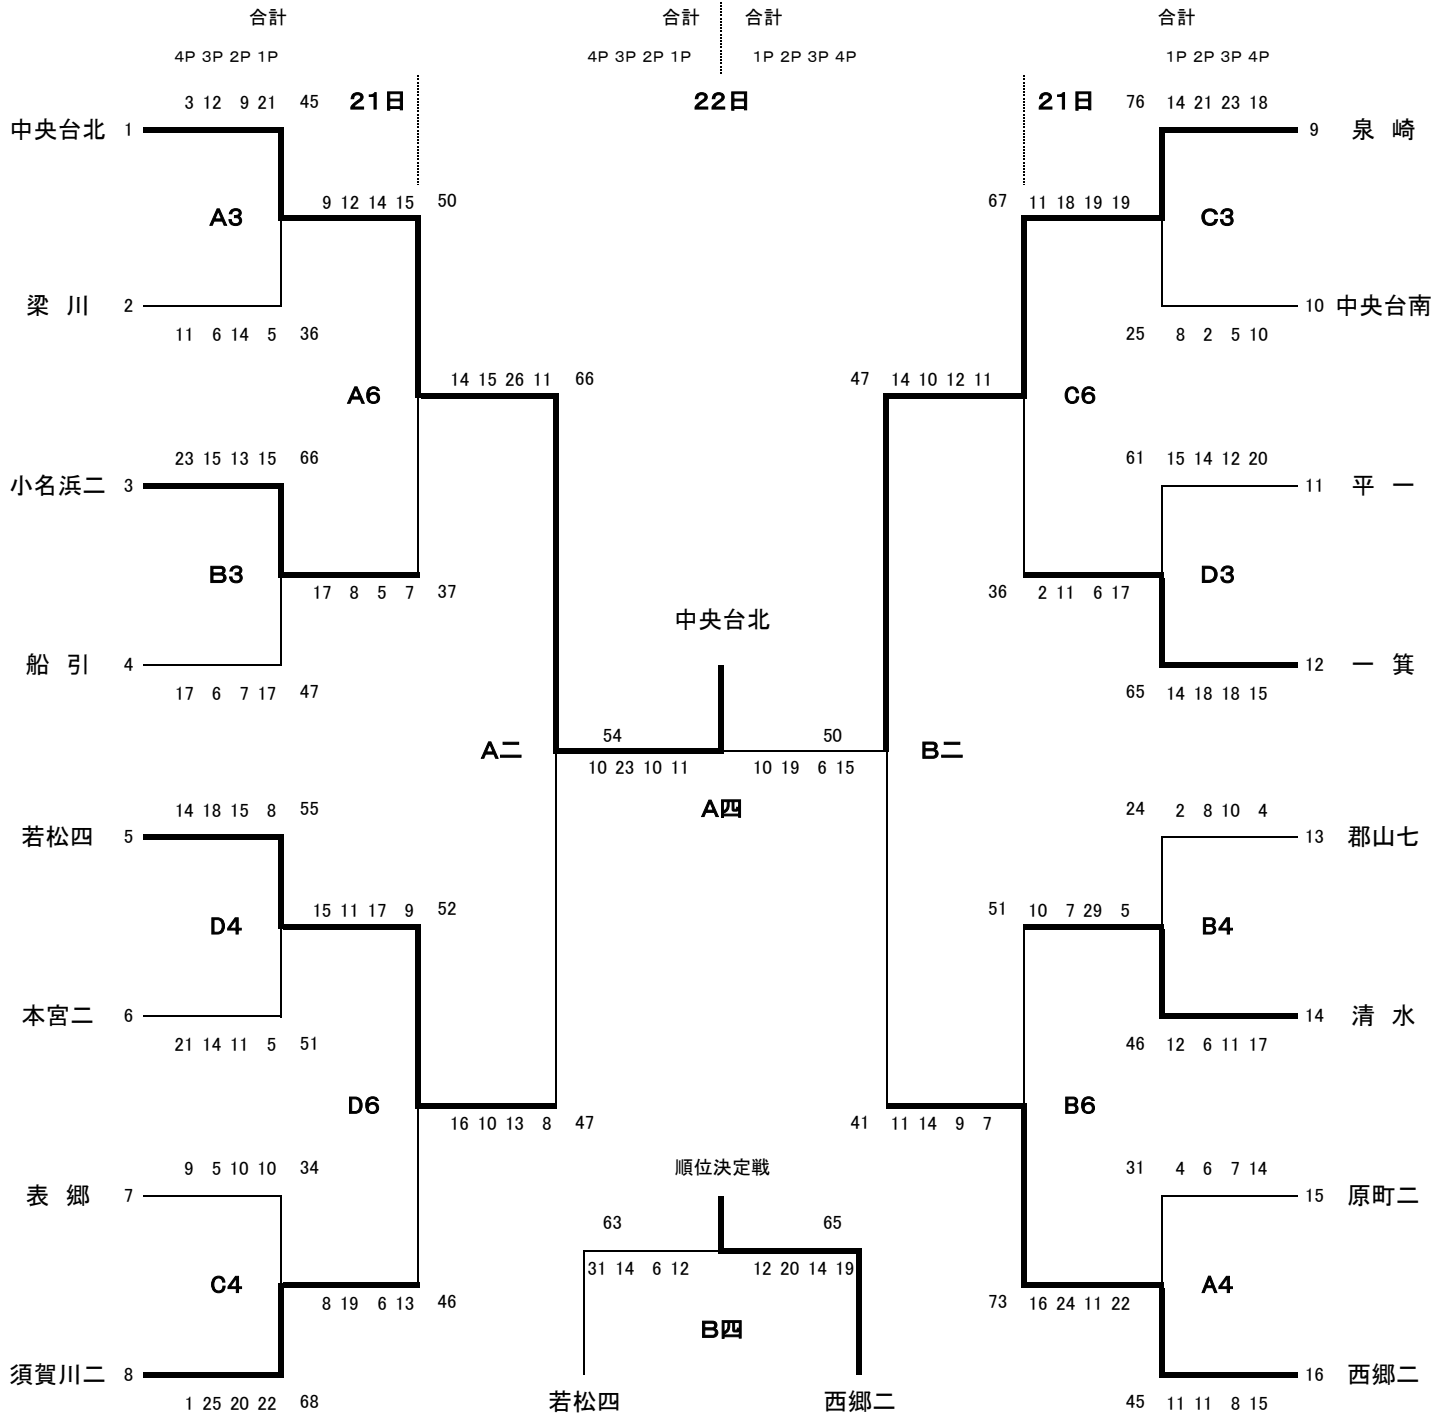 合計 合計 合計 合計
4P 3P 2P 1P 4P 3P 2P 1P 1P 2P 3P 4P 1P 2P 3P 4P
3 12 9 21 45 21日 22日 21日 76 14 21 23 18
中央台北 1 9 泉 崎
9 12 14 15 50 67 11 18 19 19
A3 C3
梁 川 2 10 中央台南
11 6 14 5 36 25 8 2 5 10
14 15 26 11 66 47 14 10 12 11
A6 C6
23 15 13 15 66 61 15 14 12 20
小名浜二 3 11 平 一
B3 D3
17 8 5 7 37 36 2 11 6 17
中央台北
船 引 4 12 一 箕
17 6 7 17 47 65 14 18 18 15
54 50
A二 B二
10 23 10 11 10 19 6 15
A四
14 18 15 8 55 24 2 8 10 4
若松四 5 13 郡山七
15 11 17 9 52 51 10 7 29 5
D4 B4
本宮二 6 14 清 水
21 14 11 5 51 46 12 6 11 17
D6 B6
16 10 13 8 47 41 11 14 9 7
9 5 10 10 34 順位決定戦 31 4 6 7 14
表 郷 7 15 原町二
63 65
31 14 6 12 12 20 14 19
C4 A4
8 19 6 13 46 73 16 24 11 22
B四
須賀川二 8 16 西郷二
1 25 20 22 68 若松四 西郷二 45 11 11 8 15